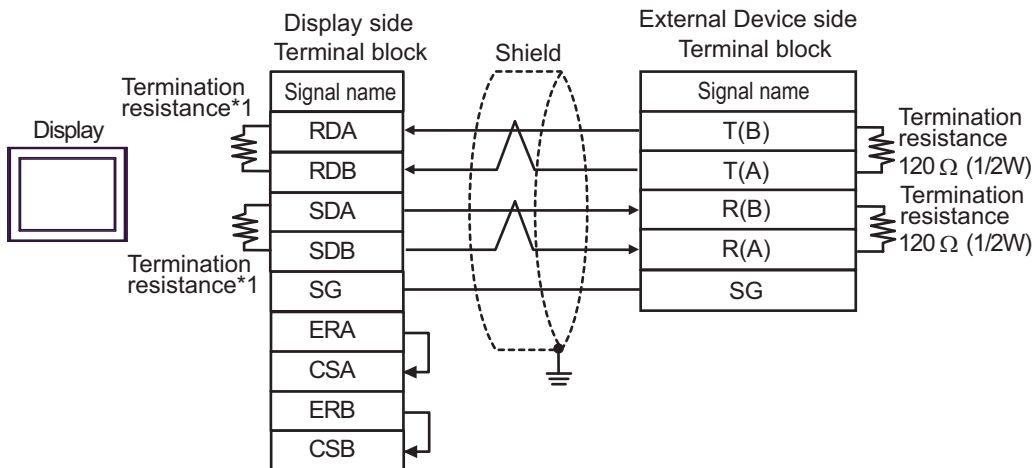 Display side
Terminal block
Shield
External Device side
Terminal block
Termination
resistance*1
Display
Signal name
RDA
RDB
SDA
SDB
SG
ERA
CSA
ERB
CSB
Termination
resistance*1
Signal name
T(B)
T(A)
R(B)
R(A)
SG
Termination
resistance
120 Ω (1/2W)
Termination
resistance
120 Ω (1/2W)